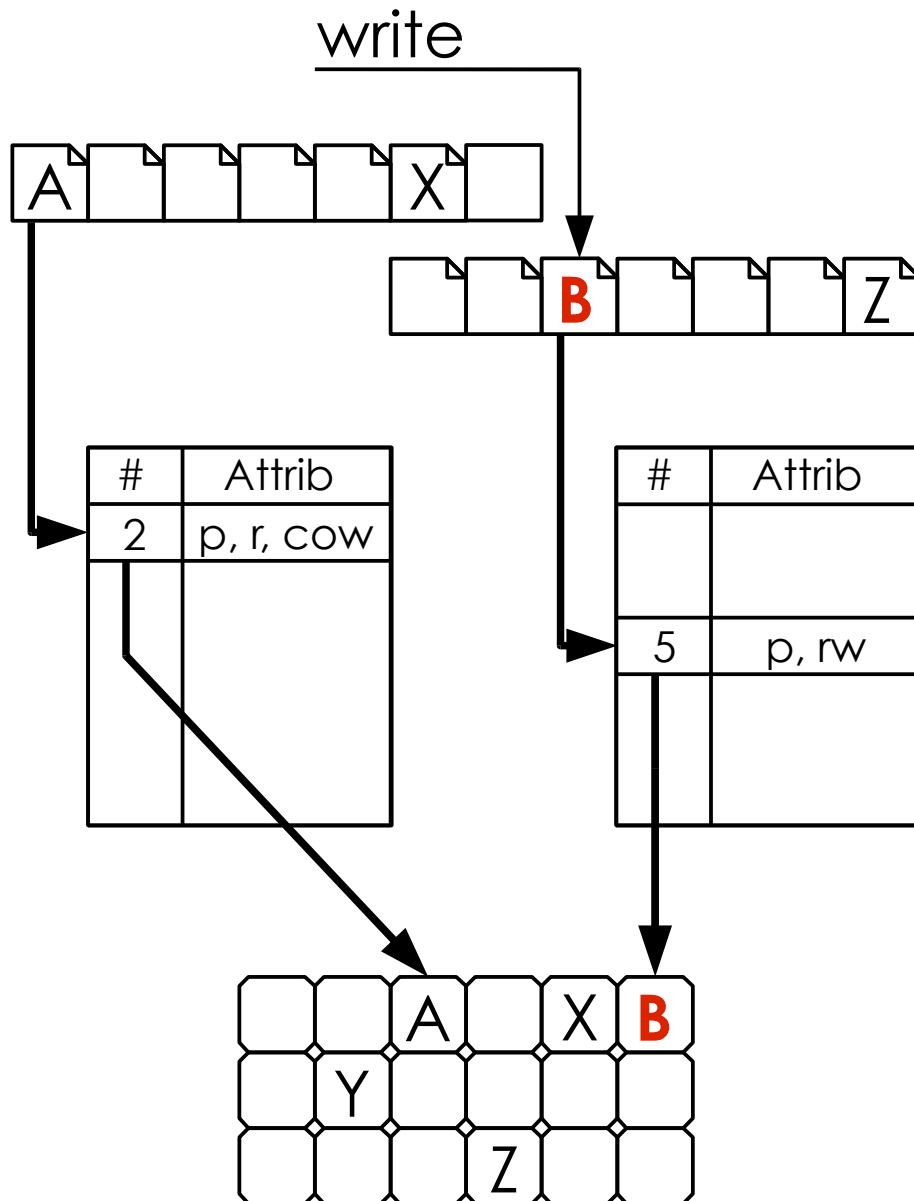 write
A X
B Z
# Attrib
2 p, r, cow
# Attrib
5 p, rw
A X B
Y
Z